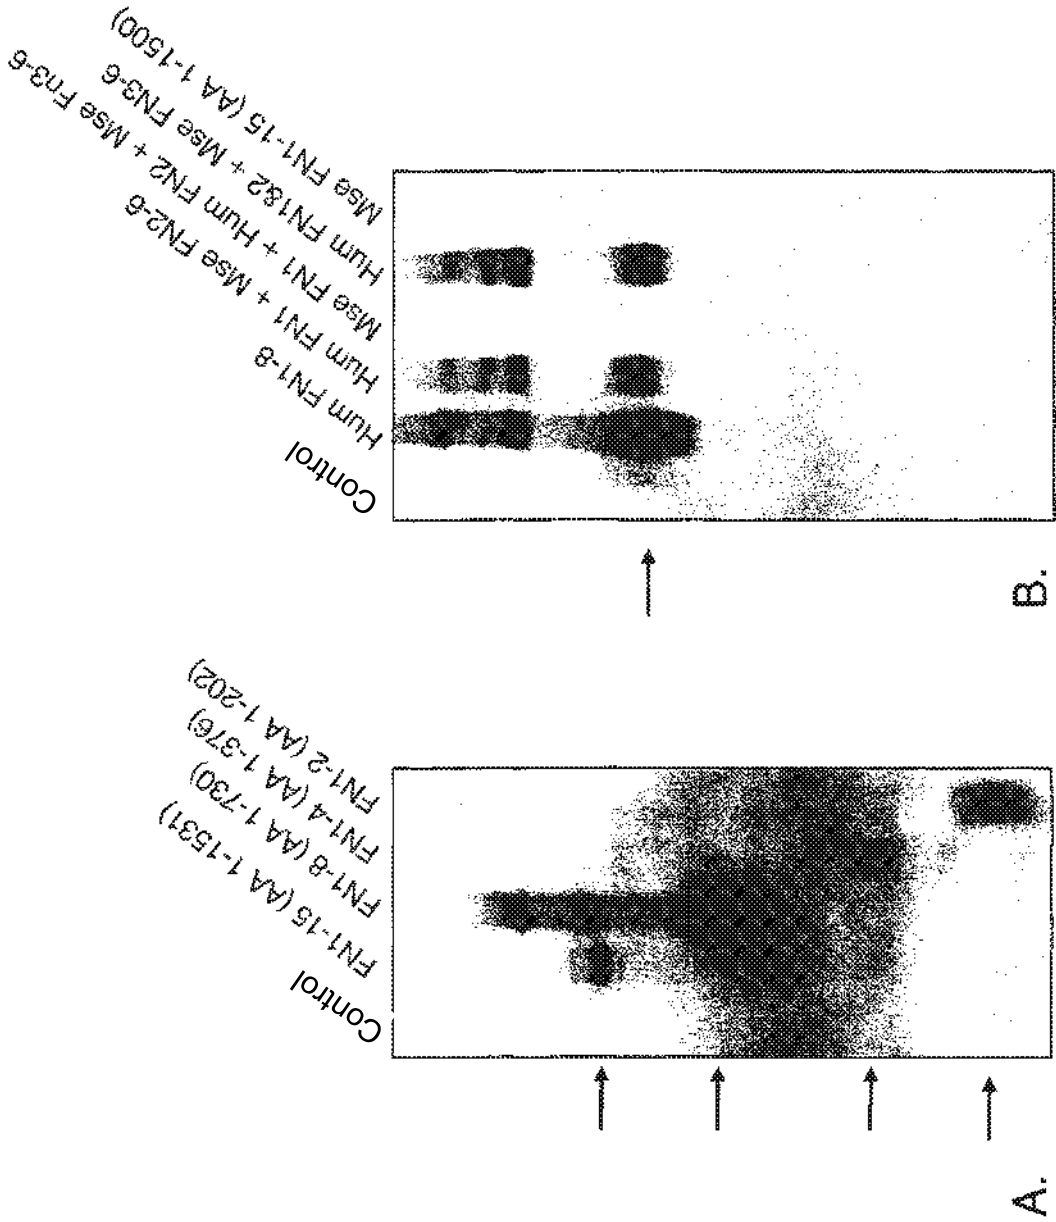 A.
Control
FN1-15 (AA 1-1531)
FN1-8 (AA 1-730)
FN1-4 (AA 1-376)
FN1-2 (AA 1-202)
B.
Control
Hum FN1-8
Hum FN1 + Mse FN2-6
Mse FN1 + Hum FN2 + Mse Fn3-6
Hum FN1&2 + Mse FN3-6
Mse FN1-15 (AA 1-1500)